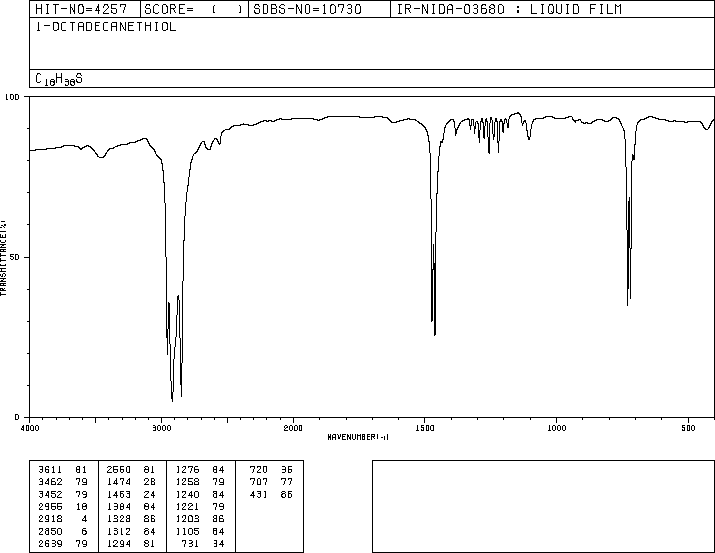 HIT-NO=4257 SCORE= ( ) SDBS-NO=10730 IR-NIDA-03680 : LIQUID FILM
1-OCTADECANETHIOL
C18H38S
100
50
0
TRANSMITTANCE(%)
4000 3000 2000 1500 1000 500
WAVENUMBER(-1)
3611 81 2560 81 1276 84 720 36
3462 79 1474 28 1258 79 707 77
3452 79 1463 24 1240 84 431 86
2955 18 1384 84 1221 79
2918 4 1328 86 1203 86
2850 6 1312 84 1105 84
2639 79 1294 81 731 34